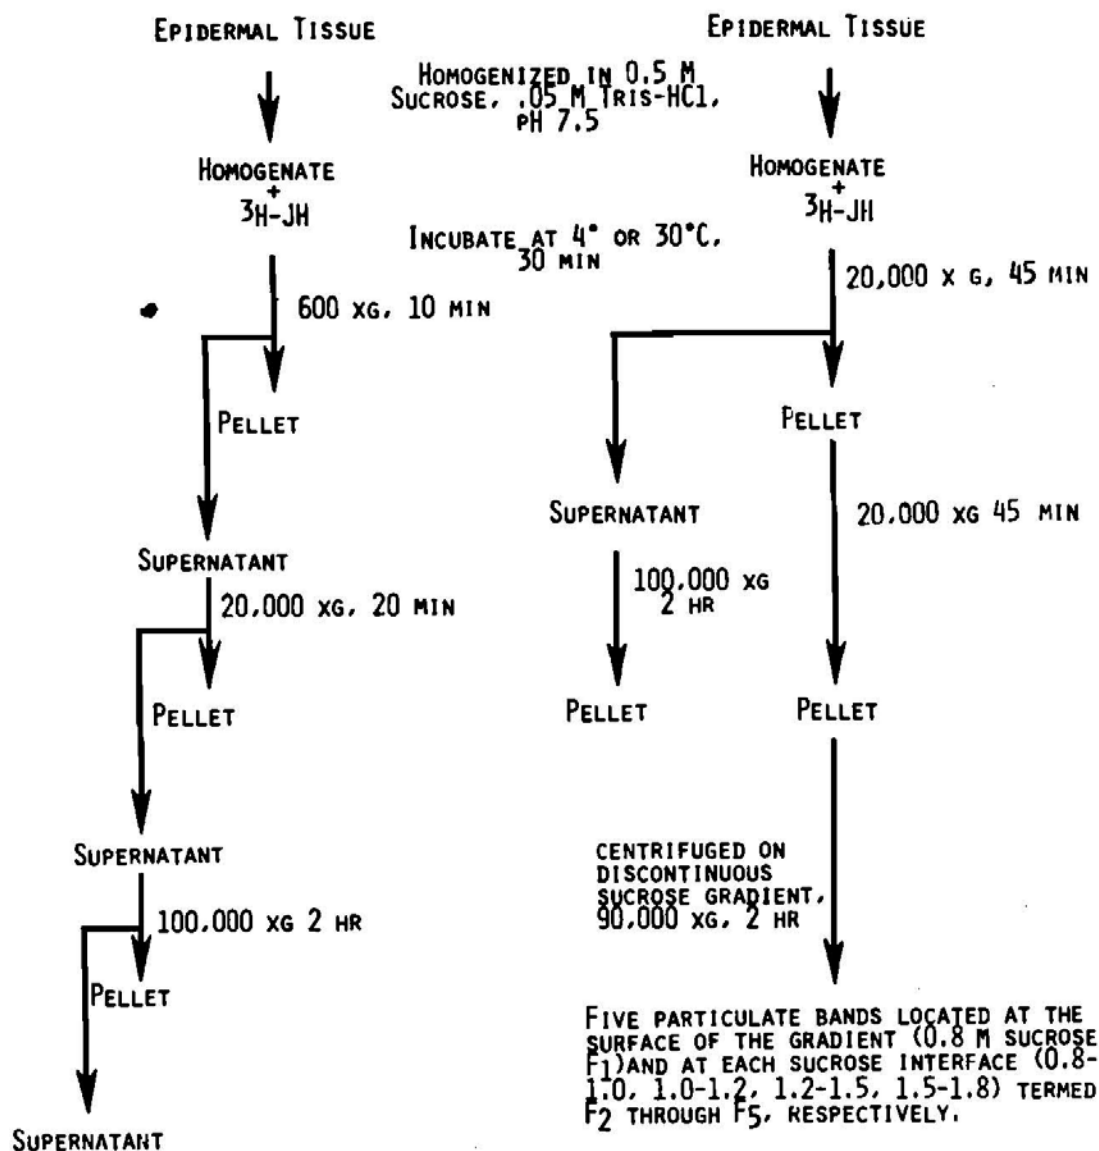 EPIDERMAL TISSUE
HOMOGENIZED IN 0.5 M
SUCROSE, .05 M TRIS-HCl,
PH 7.5
EPIDERMAL TISSUE
HOMOGENATE
+
3H-JH
INCUBATE AT 4° OR 30°C,
30 MIN
HOMOGENATE
+
3H-JH
600 XG, 10 MIN
PELLET
SUPERNATANT
20,000 XG, 20 MIN
PELLET
SUPERNATANT
100,000 XG 2 HR
PELLET
SUPERNATANT
20,000 X G, 45 MIN
PELLET
SUPERNATANT
20,000 XG 45 MIN
100,000 XG
2 HR
PELLET
PELLET
CENTRIFUGED ON
DISCONTINUOUS
SUCROSE GRADIENT,
90,000 XG, 2 HR
FIVE PARTICULATE BANDS LOCATED AT THE
SURFACE OF THE GRADIENT (0.8 M SUCROSE
F1)AND AT EACH SUCROSE INTERFACE (0.8-
1.0, 1.0-1.2, 1.2-1.5, 1.5-1.8) TERMED
F2 THROUGH F5, RESPECTIVELY.